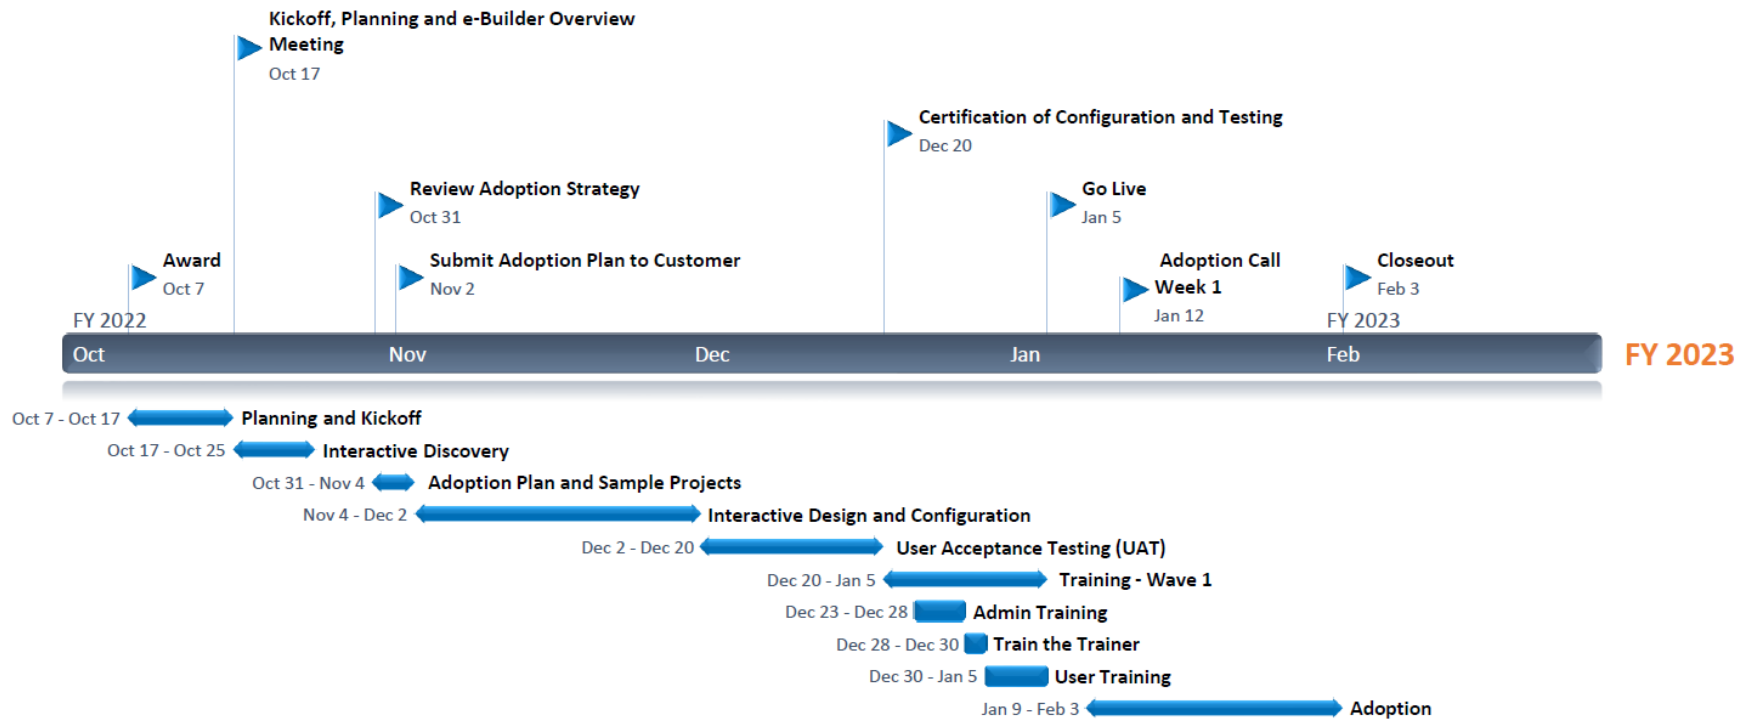 Kickoff, Planning and e-Builder Overview
Meeting
Oct 17
Certification of Configuration and Testing
Dec 20
Review Adoption Strategy
Oct 31
Go Live
Jan 5
Award
Oct 7
Submit Adoption Plan to Customer
Nov 2
Adoption Call
Week 1
Jan 12
Closeout
Feb 3
FY 2022
FY 2023
Oct Nov Dec Jan Feb
FY 2023
Oct 7 - Oct 17 Planning and Kickoff
Oct 17 - Oct 25 Interactive Discovery
Oct 31 - Nov 4 Adoption Plan and Sample Projects
Nov 4 - Dec 2 Interactive Design and Configuration
Dec 2 - Dec 20 User Acceptance Testing (UAT)
Dec 20 - Jan 5 Training - Wave 1
Dec 23 - Dec 28 Admin Training
Dec 28 - Dec 30 Train the Trainer
Dec 30 - Jan 5 User Training
Jan 9 - Feb 3 Adoption